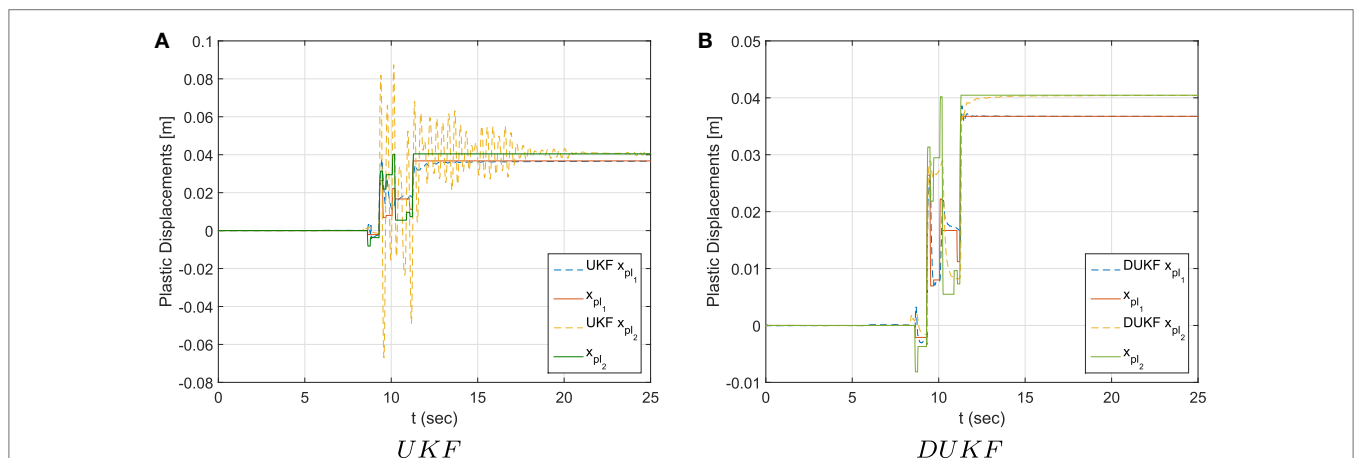 A
Plastic Displacements [m]
0.1
0.08
0.06
0.04
0.02
0
-0.02
-0.04
-0.06
-0.08
0 5 10 15 20 25
t (sec)
UKF x_pl_1
x_pl_1
UKF x_pl_2
x_pl_2
UKF
B
Plastic Displacements [m]
0.05
0.04
0.03
0.02
0.01
0
-0.01
0 5 10 15 20 25
t (sec)
DUKF x_pl_1
x_pl_1
DUKF x_pl_2
x_pl_2
DUKF